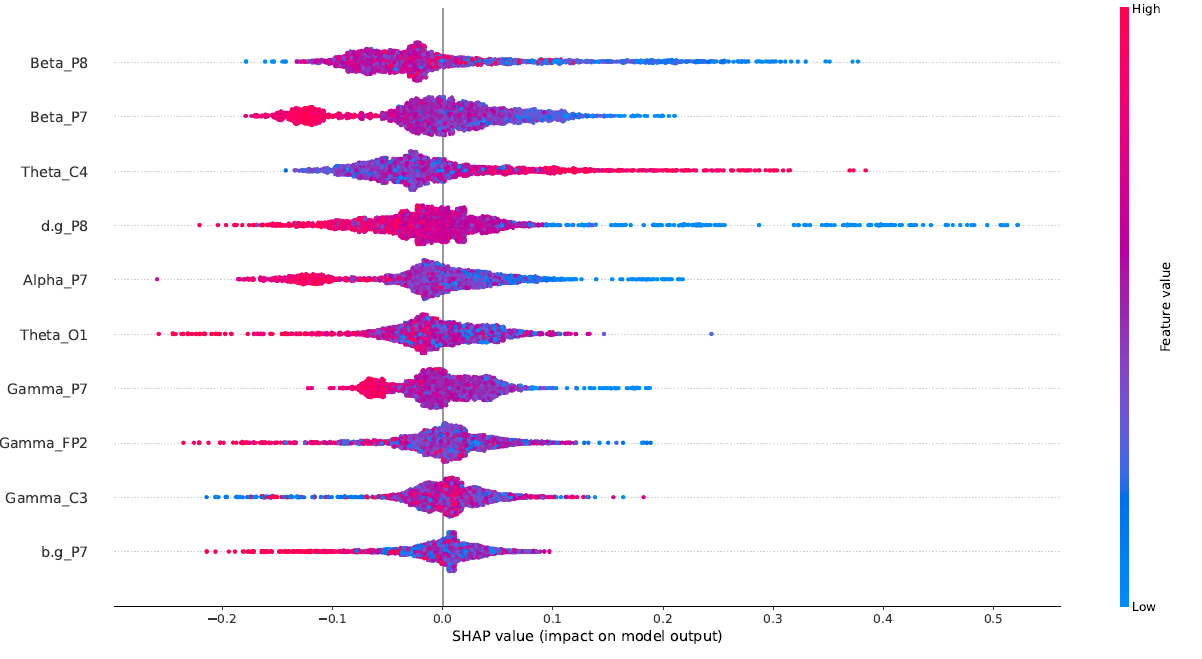 High
Beta_P8
Beta_P7
Theta_C4
d.g_P8
Alpha_P7
Theta_O1
Gamma_P7
Gamma_FP2
Gamma_C3
b.g_P7
Feature value
Low
−0.2 −0.1 0.0 0.1 0.2 0.3 0.4 0.5
SHAP value (impact on model output)